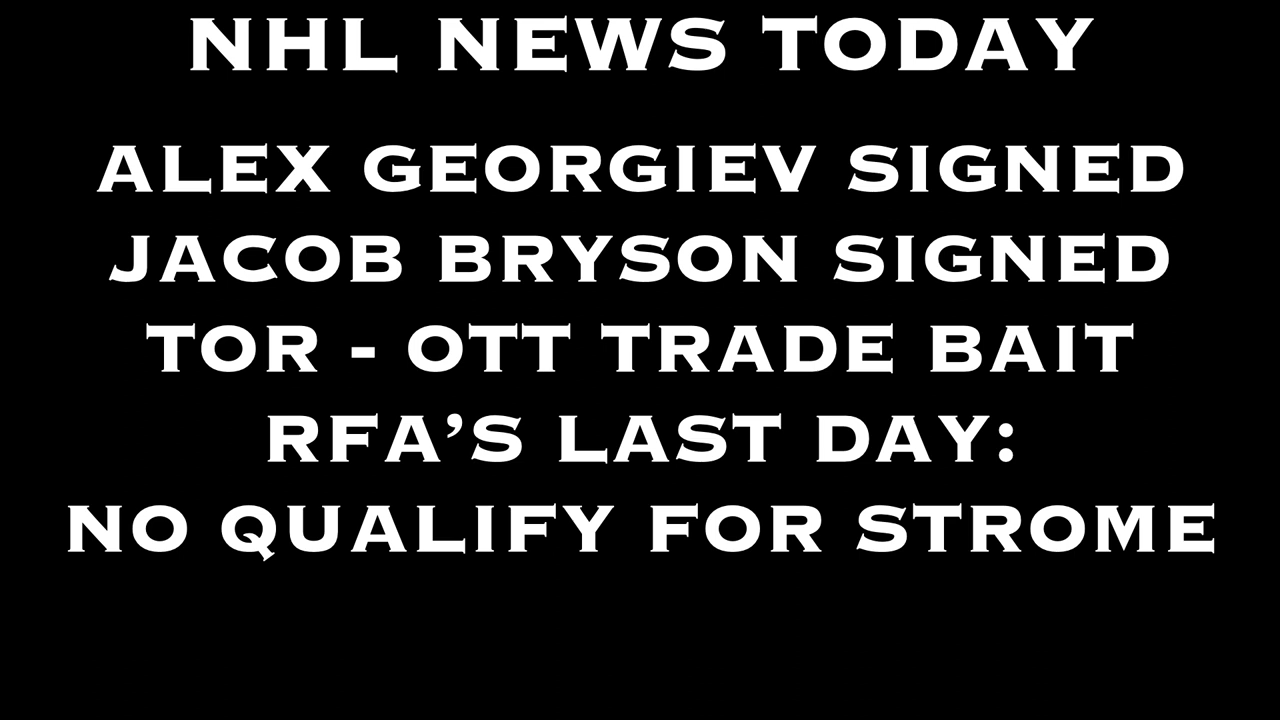 NHL NEWS TODAY
ALEX GEORGIEV SIGNED
JACOB BRYSON SIGNED
TOR - OTT TRADE BAIT
RFA’S LAST DAY:
NO QUALIFY FOR STROME